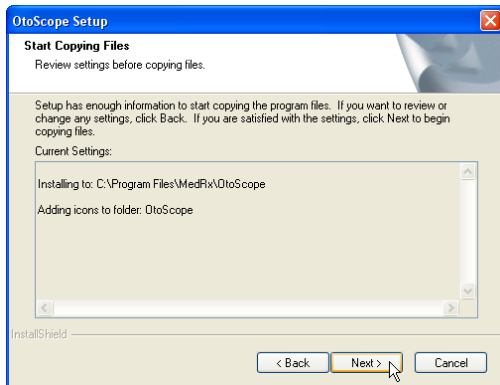 OtoScope Setup
Start Copying Files
Review settings before copying files.
Setup has enough information to start copying the program files.  If you want to review or
change any settings, click Back.  If you are satisfied with the settings, click Next to begin
copying files.
Current Settings:
Installing to: C:\Program Files\MedRx\OtoScope
Adding icons to folder: OtoScope
InstallShield
< Back
Next >
Cancel